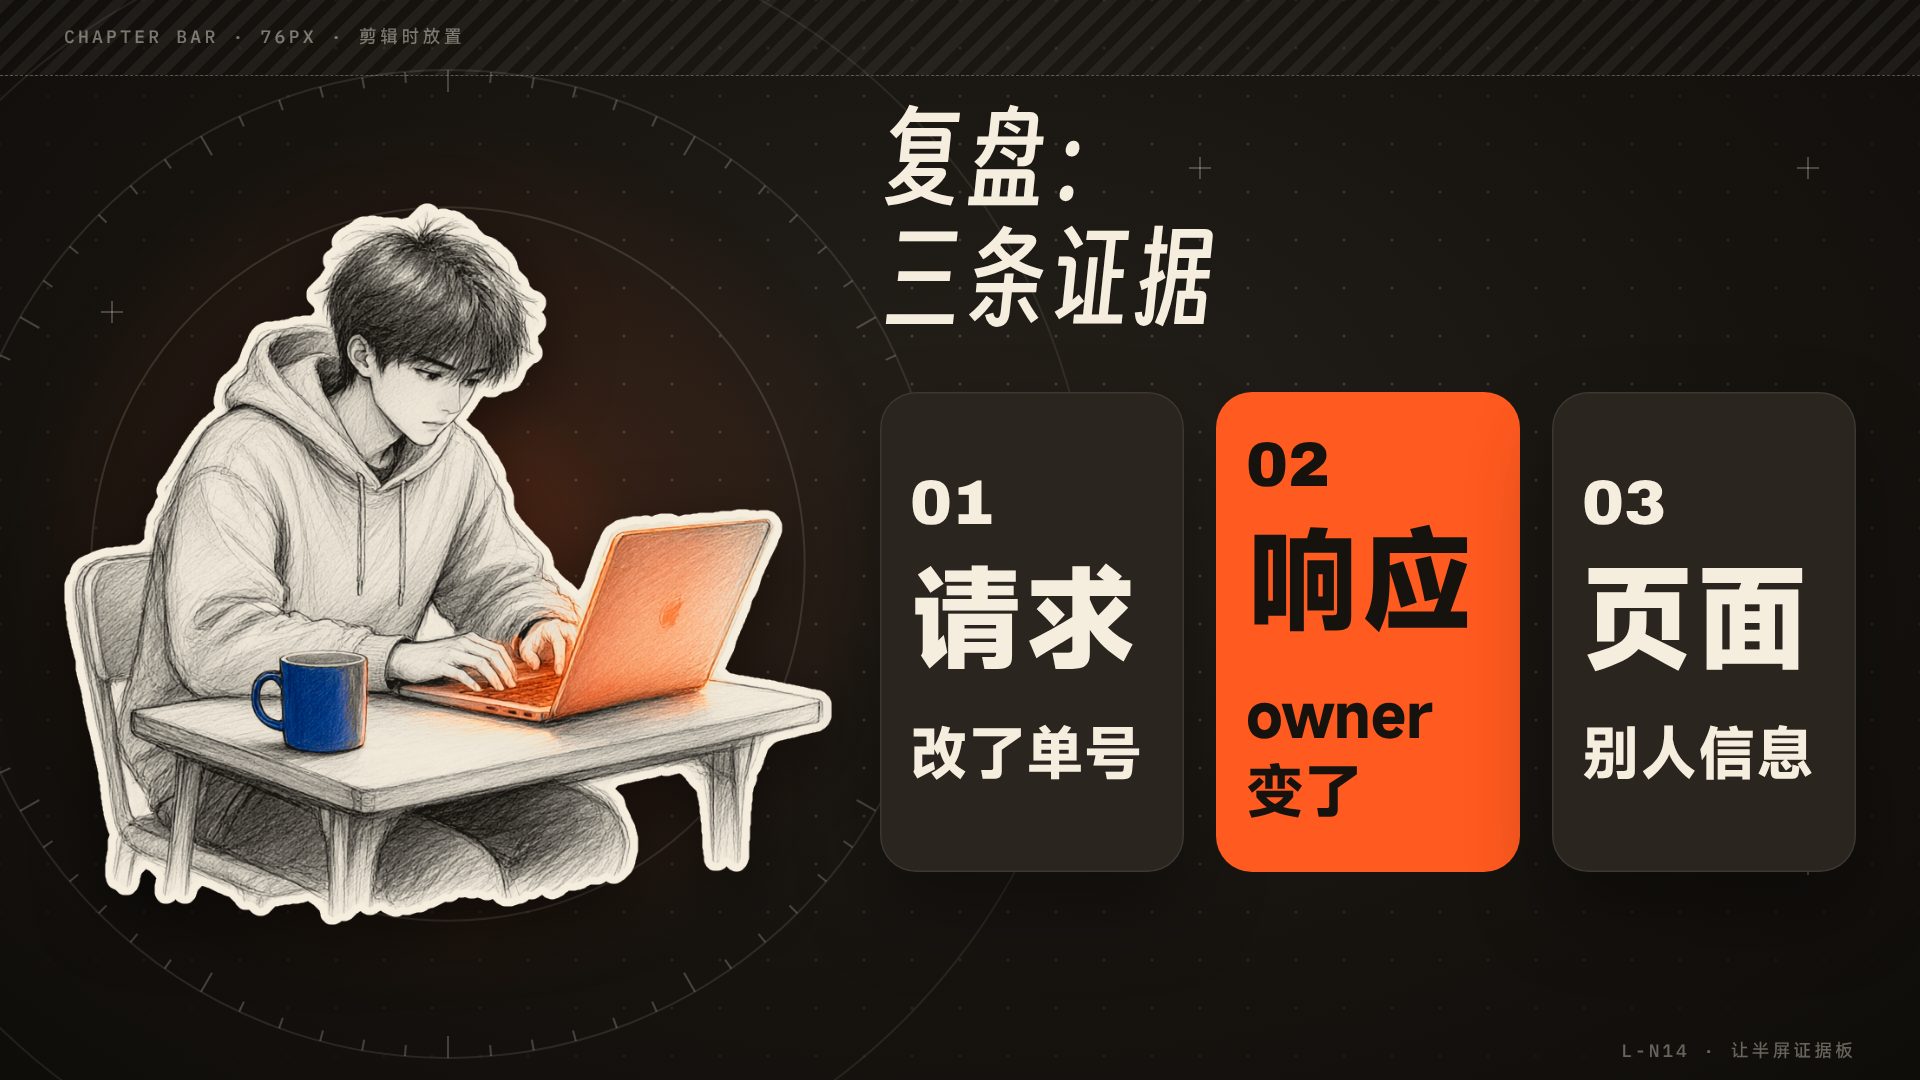 CHAPTER BAR · 76PX · 剪辑时放置
复盘：
三条证据
01
请求
改了单号
02
响应
owner
变了
03
页面
别人信息
L-N14 · 让半屏证据板